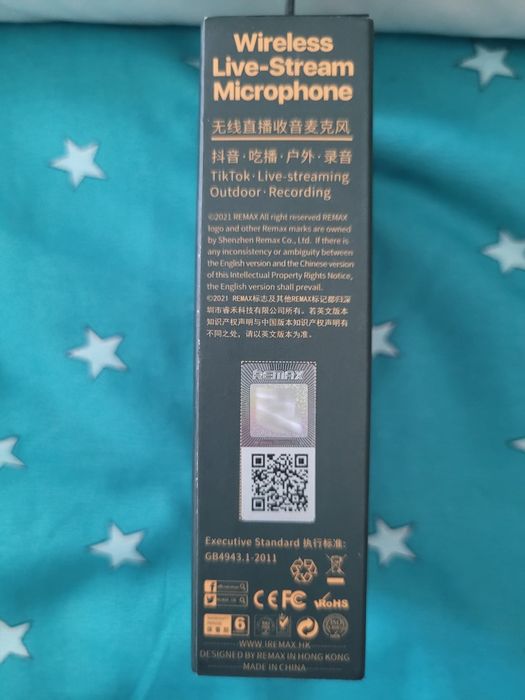 Wireless
Live-Stream
Microphone
无线直播收音麦克风
抖音·吃播·户外·录音
TikTok·Live-streaming
Outdoor·Recording
©2021 REMAX All right reserved REMAX
logo and other Remax marks are owned
by Shenzhen Remax Co., Ltd. If there is
any inconsistency or ambiguity between
the English version and the Chinese version
of this Intellectual Property Rights Notice,
the English version shall prevail.
©2021 REMAX标志及其他REMAX标记都归深
圳市睿禾科技有限公司所有。若英文版本
知识产权声明与中国版本知识产权声明有
不同之处，请以英文版本为准。
REMAX
Executive Standard 执行标准:
GB4943.1-2011
CE FC RoHS
6
WWW.IREMAX.HK
DESIGNED BY REMAX IN HONG KONG
MADE IN CHINA